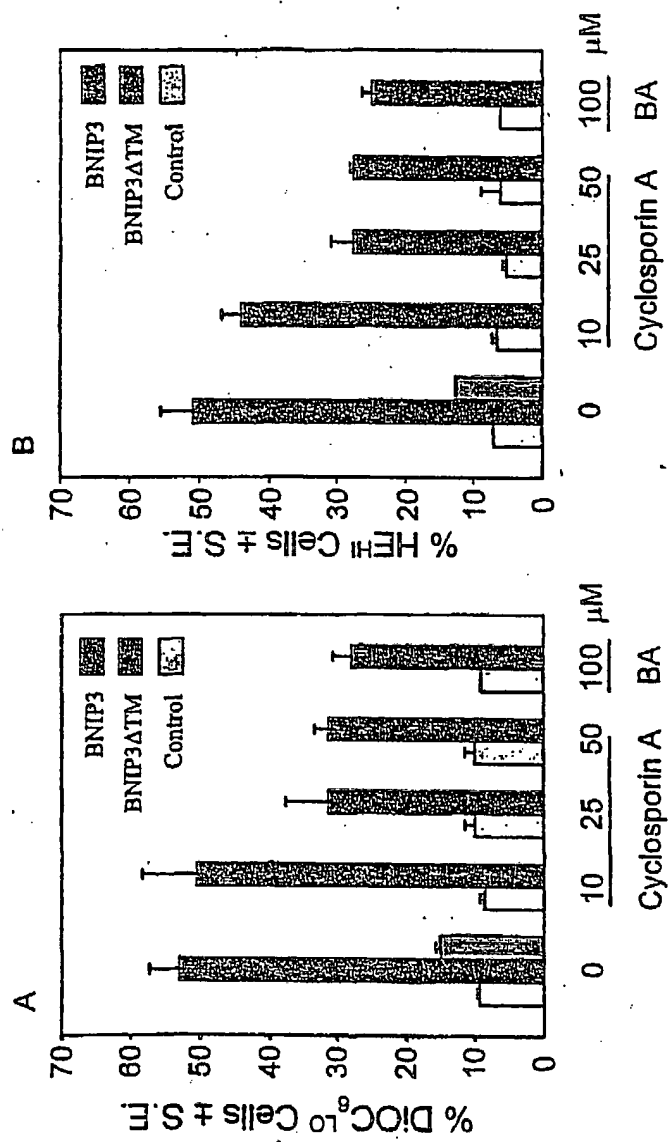 A
% DiOC₆ᴸᴼ Cells ± S.E.
70
60
50
40
30
20
10
0
BNIP3
BNIP3ΔTM
Control
0
10
25
50
100
μM
Cyclosporin A
BA
B
% HEᴴᴵ Cells ± S.E.
70
60
50
40
30
20
10
0
BNIP3
BNIP3ΔTM
Control
0
10
25
50
100
μM
Cyclosporin A
BA